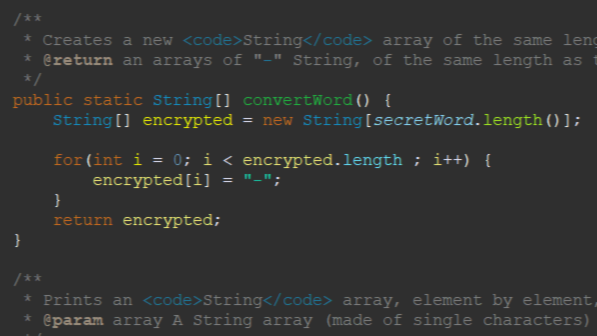 /**
 * Creates a new <code>String</code> array of the same
 * @return an arrays of "-" String, of the same length as
 */
public static String[] convertWord() {
    String[] encrypted = new String[secretWord.length()];

    for(int i = 0; i < encrypted.length ; i++) {
        encrypted[i] = "-";
    }
    return encrypted;
}

/**
 * Prints an <code>String</code> array, element by element,
 * @param array A String array (made of single characters)